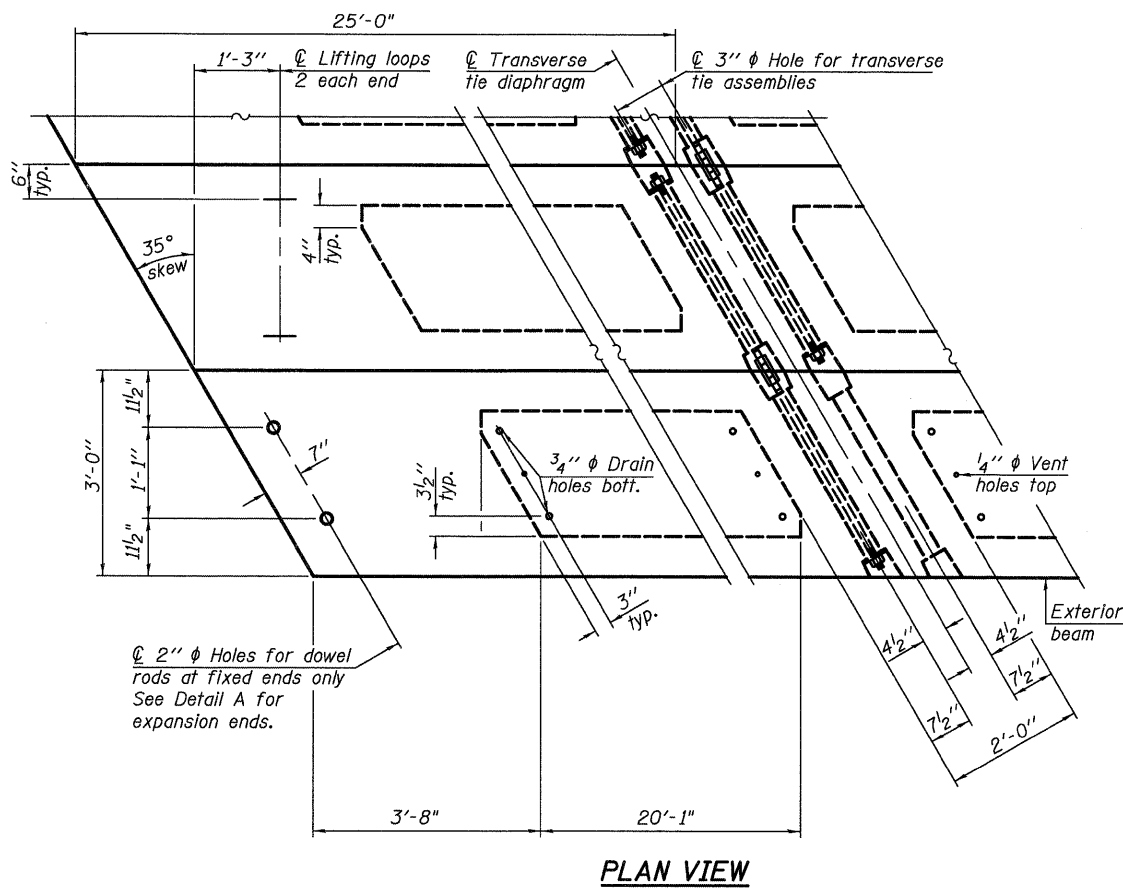 25'-0"
1'-3"
℄ Lifting loops
2 each end
℄ Transverse
tie diaphragm
℄ 3" ϕ Hole for transverse
tie assemblies
6"
typ.
35°
skew
4"
typ.
11½"
1'-1"
11½"
3'-0"
7"
3½"
typ.
¾" ϕ Drain
holes bott.
¼" ϕ Vent
holes top
3"
typ.
Exterior
beam
℄ 2" ϕ Holes for dowel
rods at fixed ends only
See Detail A for
expansion ends.
4½"
4½"
7½"
7½"
2'-0"
3'-8"
20'-1"
PLAN VIEW